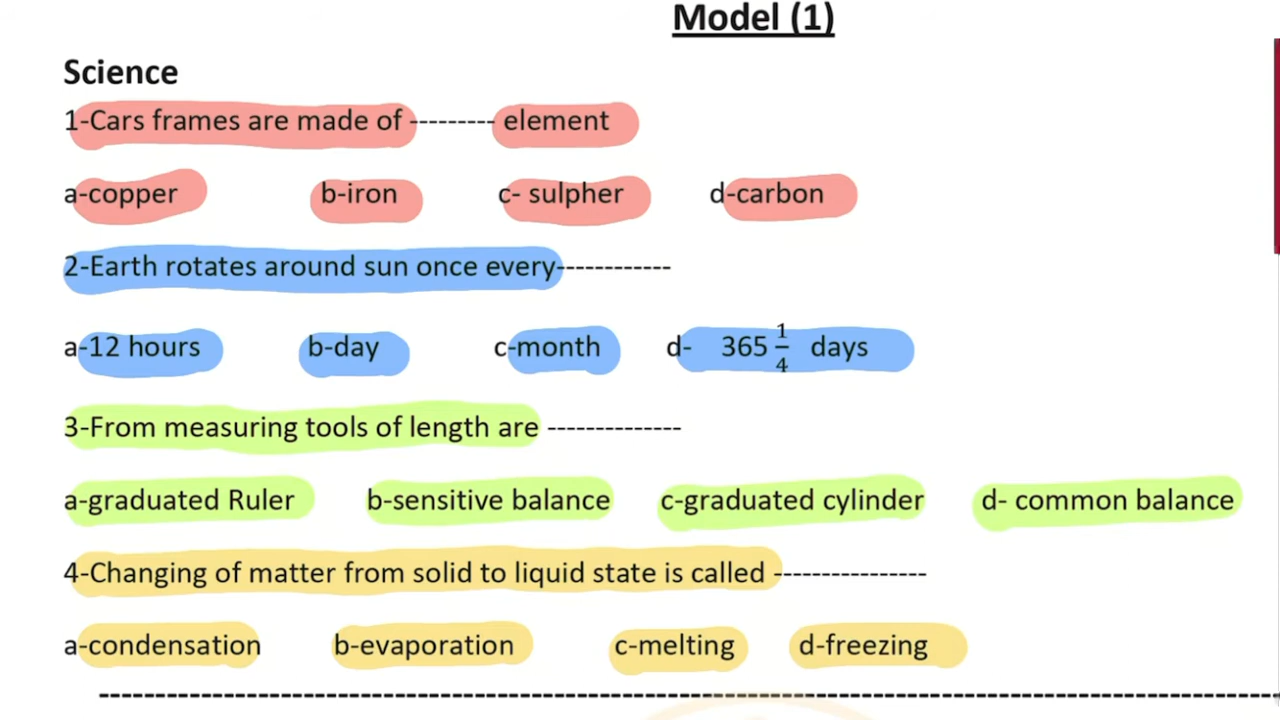 Model (1)
Science
1-Cars frames are made of --------- element
a-copper b-iron c- sulpher d-carbon
2-Earth rotates around sun once every------------
a-12 hours b-day c-month d- 365 1/4 days
3-From measuring tools of length are --------------
a-graduated Ruler b-sensitive balance c-graduated cylinder d- common balance
4-Changing of matter from solid to liquid state is called ----------------
a-condensation b-evaporation c-melting d-freezing